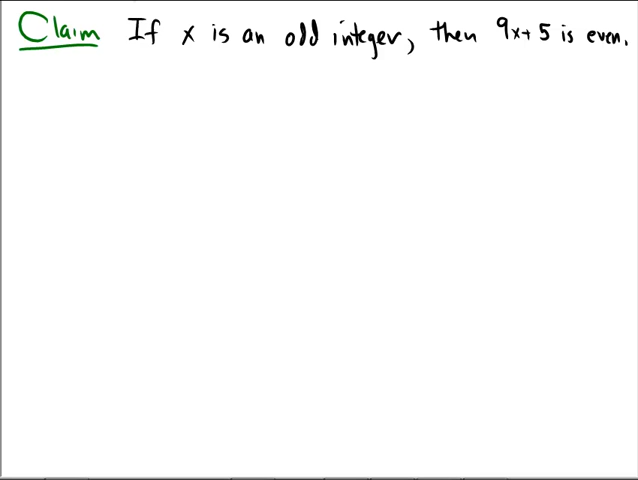 Claim If x is an odd integer, then 9x+5 is even.